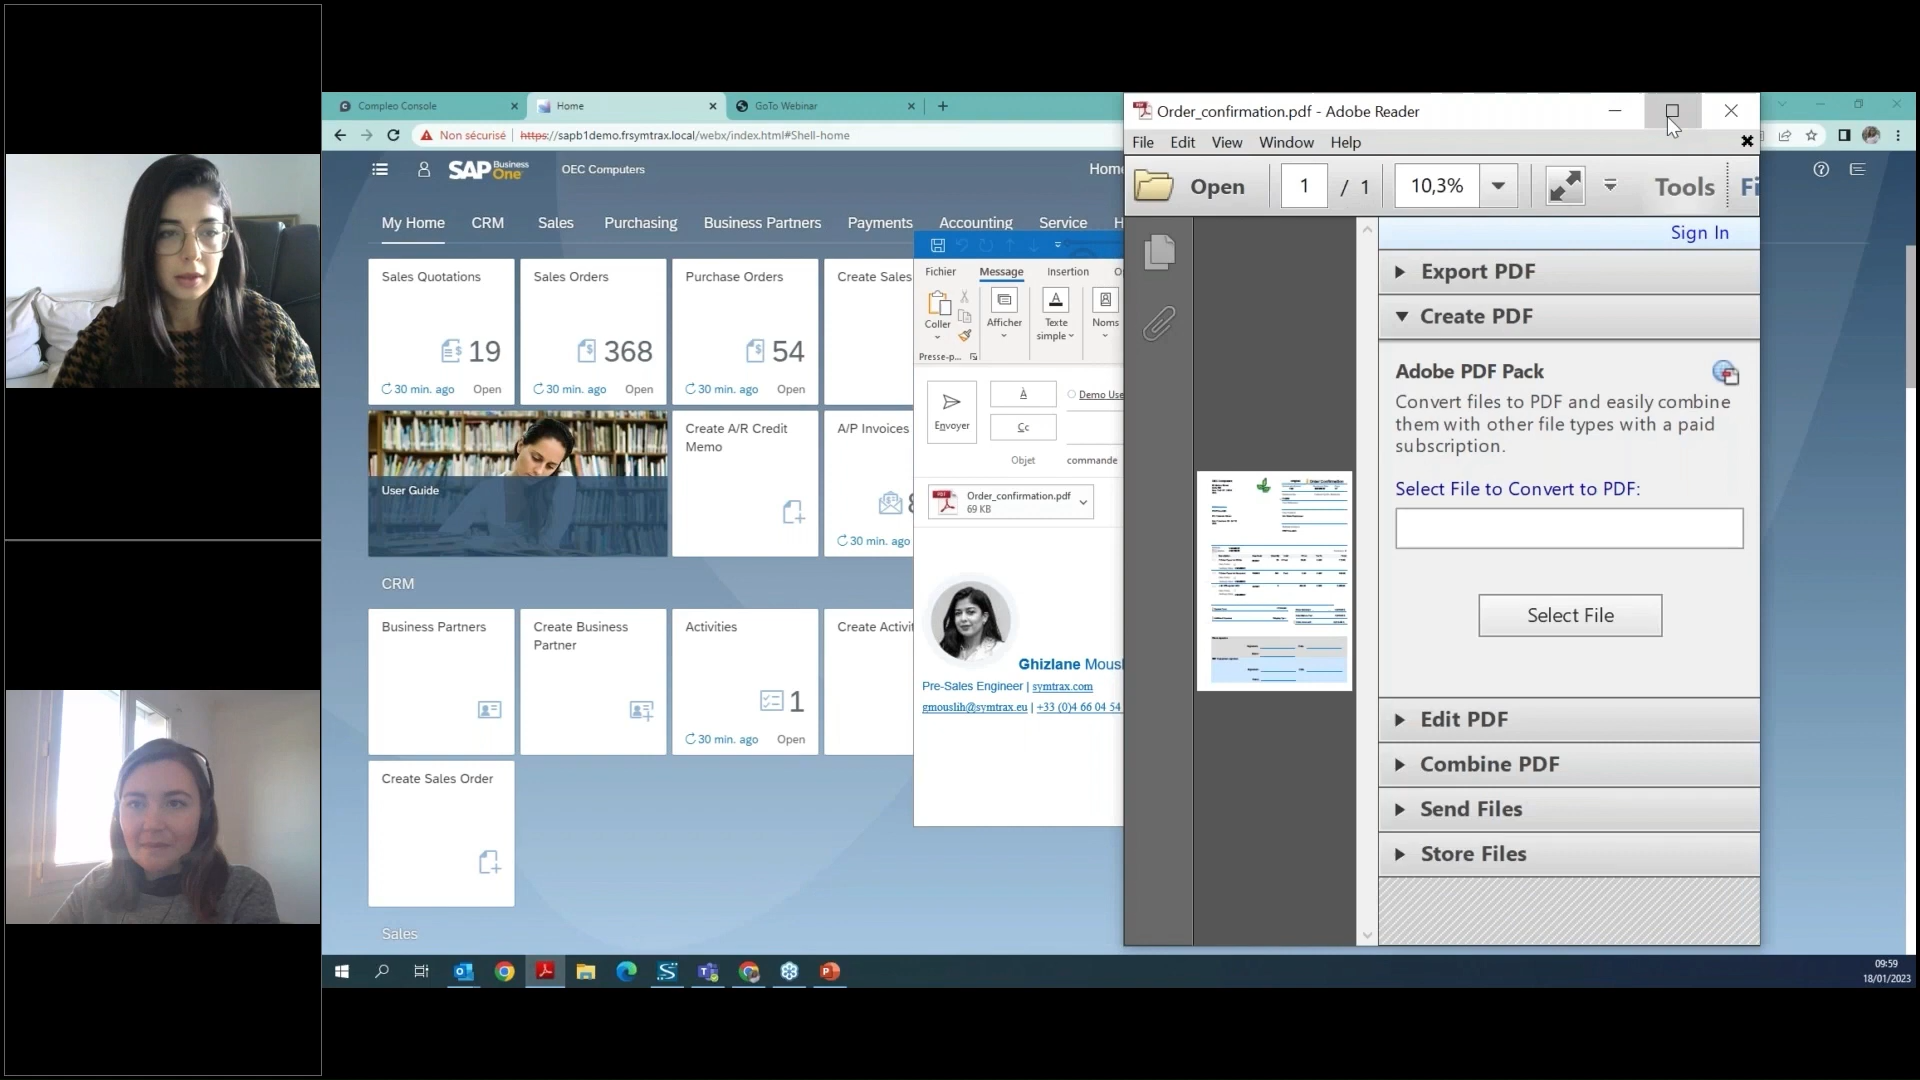 Compleo Console
Home
GoTo Webinar
Non sécurisé
https://sapb1demo.frsymtrax.local/webx/index.html#Shell-home
SAP Business One
OEC Computers
Home
My Home
CRM
Sales
Purchasing
Business Partners
Payments
Accounting
Service
H
Sales Quotations
19
30 min. ago
Open
Sales Orders
368
30 min. ago
Open
Purchase Orders
54
30 min. ago
Open
Create Sales
User Guide
Create A/R Credit
Memo
A/P Invoices
30 min. ago
CRM
Business Partners
Create Business
Partner
Activities
1
30 min. ago
Open
Create Activit
Create Sales Order
Sales
Fichier
Message
Insertion
O
Coller
Afficher
Texte
simple
Noms
Presse-p...
Envoyer
À
Demo Use
Cc
Objet
commande
Order_confirmation.pdf
69 KB
Ghizlane Mousl
Pre-Sales Engineer | symtrax.com
gmouslih@symtrax.eu | +33 (0)4 66 04 54
Order_confirmation.pdf - Adobe Reader
File
Edit
View
Window
Help
Open
1 / 1
10,3%
Tools
Fi
Sign In
Export PDF
Create PDF
Adobe PDF Pack
Convert files to PDF and easily combine
them with other file types with a paid
subscription.
Select File to Convert to PDF:
Select File
Edit PDF
Combine PDF
Send Files
Store Files
09:59
18/01/2023